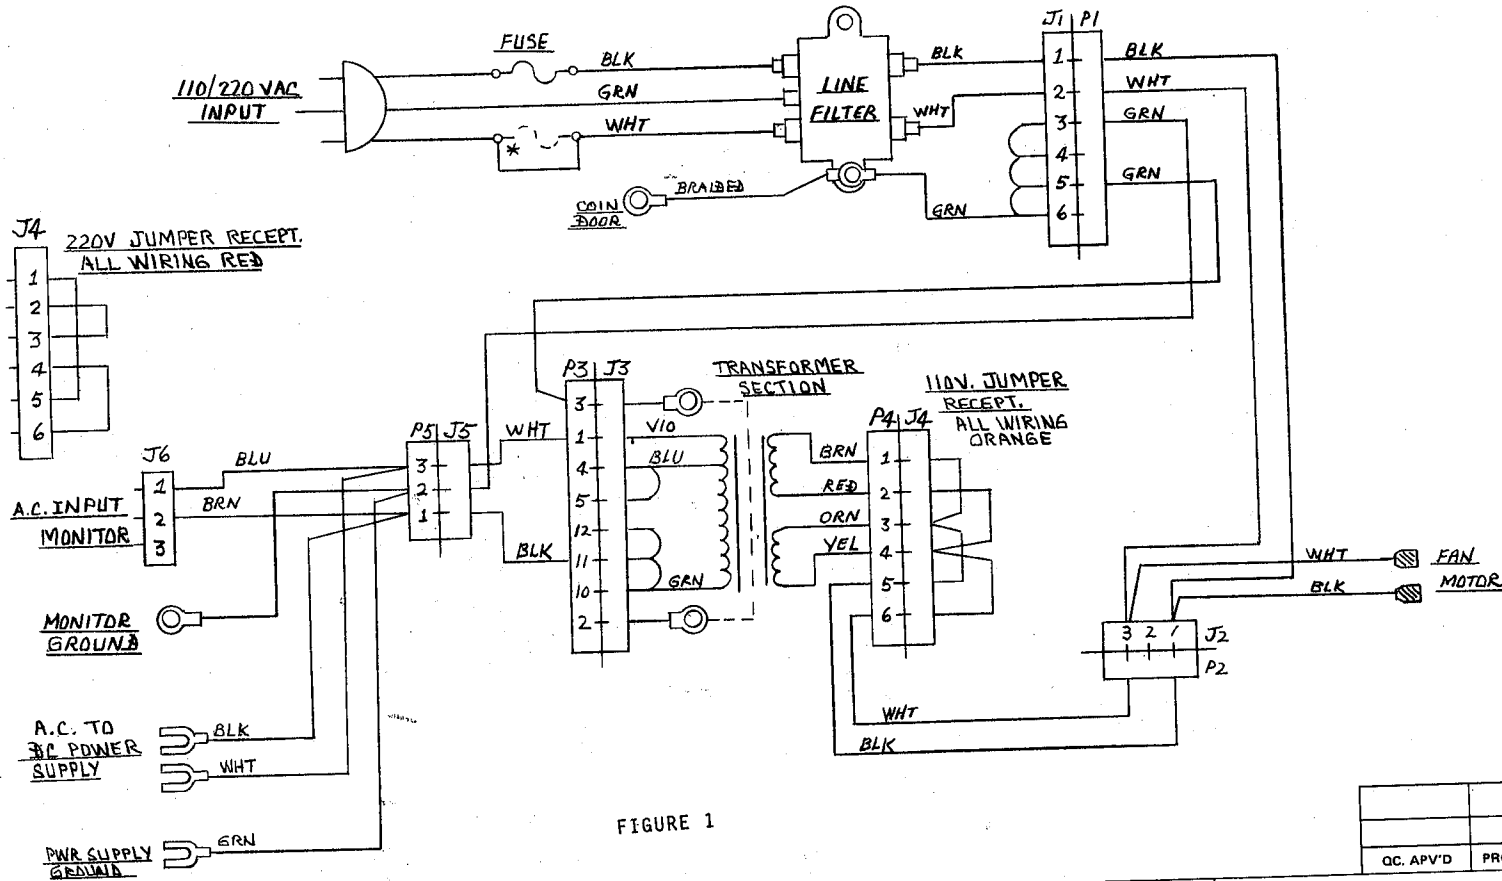 FUSE
110/220 VAC
INPUT
BLK
GRN
WHT
*
LINE
FILTER
BLK
WHT
J1 P1
1
2
3
4
5
6
BLK
WHT
GRN
GRN
COIN
DOOR
BRAIDED
GRN
J4
220V JUMPER RECEPT.
ALL WIRING RED
1
2
3
4
5
6
J6
1
2
3
A.C. INPUT
MONITOR
BLU
BRN
P5 J5
3
2
1
WHT
BLK
P3 J3
3
1
4
5
12
11
10
2
VIO
BLU
GRN
TRANSFORMER
SECTION
110V. JUMPER
RECEPT.
ALL WIRING
ORANGE
BRN
RED
ORN
YEL
P4 J4
1
2
3
4
5
6
WHT
BLK
FAN
MOTOR
3 2 1
J2
P2
WHT
BLK
MONITOR
GROUND
A.C. TO
DC POWER
SUPPLY
BLK
WHT
PWR SUPPLY
GROUND
GRN
FIGURE 1
QC. APV'D